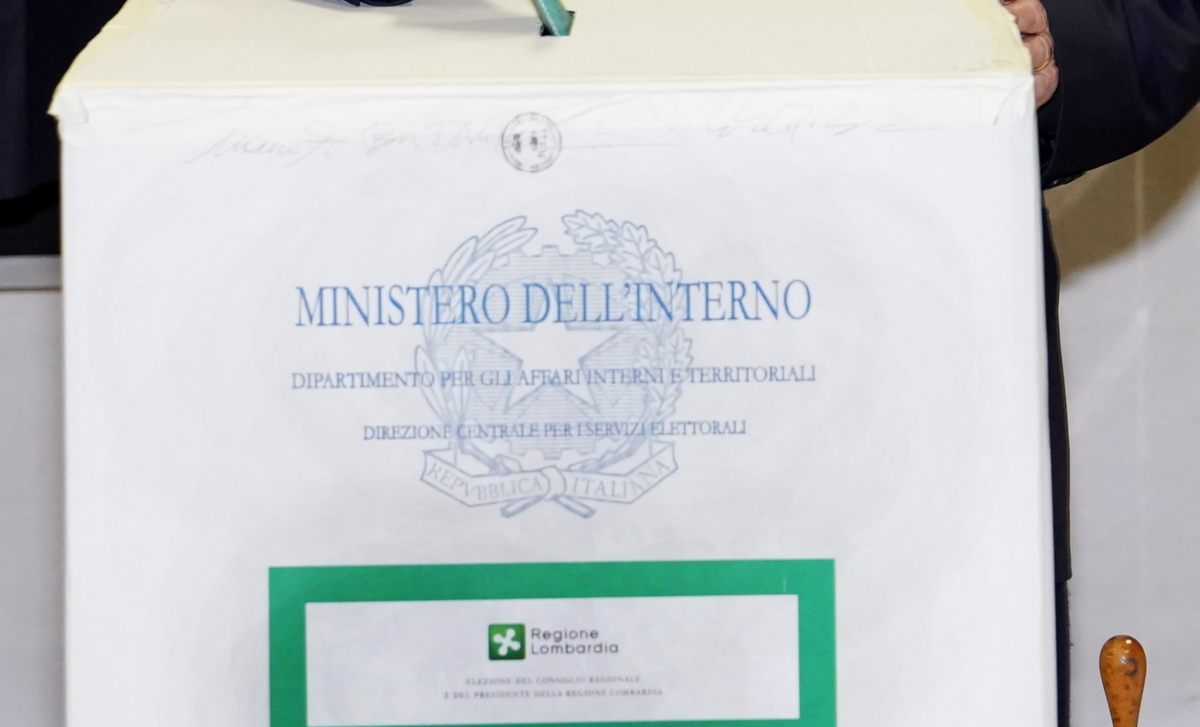 MINISTERO DELL'INTERNO
DIPARTIMENTO PER GLI AFFARI INTERNI E TERRITORIALI
DIREZIONE CENTRALE PER I SERVIZI ELETTORALI
REPVBBLICA ITALIANA
Regione
Lombardia
ELEZIONE DEL CONSIGLIO REGIONALE
E DEL PRESIDENTE DELLA REGIONE LOMBARDIA